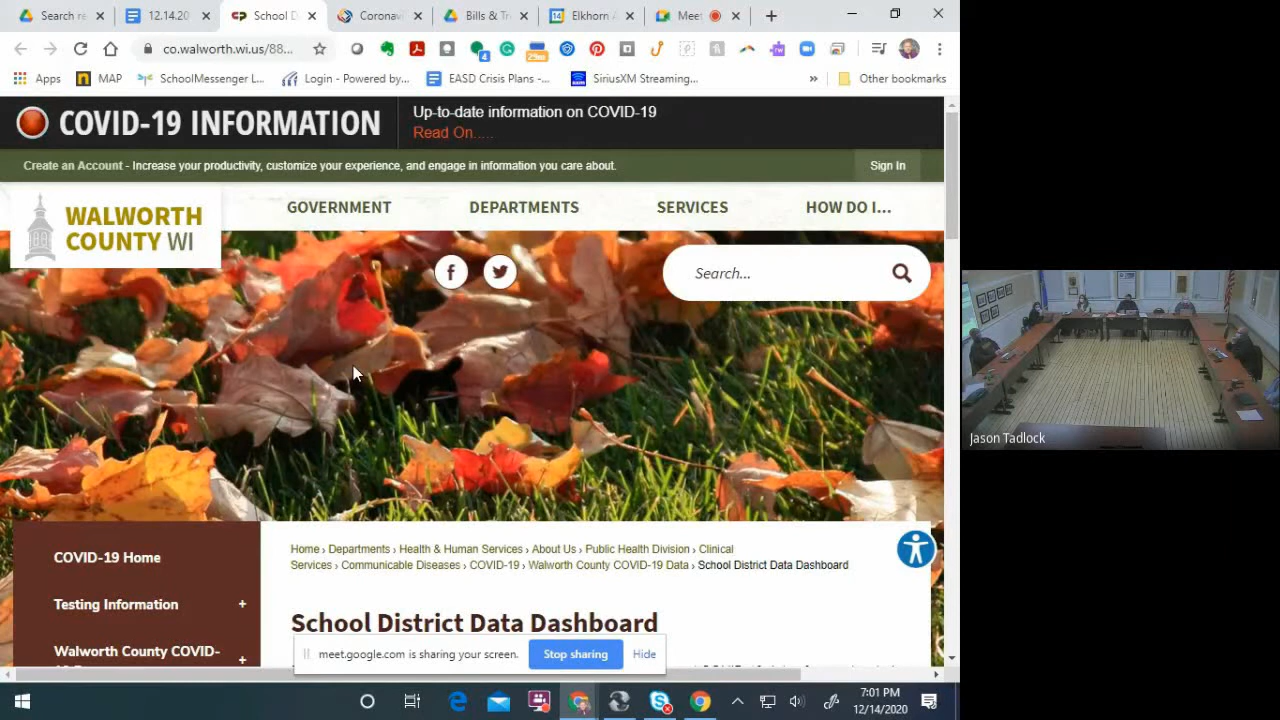 Search re
12.14.20
School D
Coronavi
Bills & Tr
14
Elkhorn A
Meet
co.walworth.wi.us/88...
4
29m
rw
Apps
MAP
SchoolMessenger L...
Login - Powered by...
EASD Crisis Plans -...
SiriusXM Streaming...
»
Other bookmarks
COVID-19 INFORMATION
Up-to-date information on COVID-19
Read On.....
Create an Account - Increase your productivity, customize your experience, and engage in information you care about.
Sign In
WALWORTH
COUNTY WI
GOVERNMENT
DEPARTMENTS
SERVICES
HOW DO I...
Search...
COVID-19 Home
Testing Information +
Walworth County COVID- +
Home › Departments › Health & Human Services › About Us › Public Health Division › Clinical
Services › Communicable Diseases › COVID-19 › Walworth County COVID-19 Data › School District Data Dashboard
School District Data Dashboard
meet.google.com is sharing your screen.
Stop sharing
Hide
Jason Tadlock
7:01 PM
12/14/2020